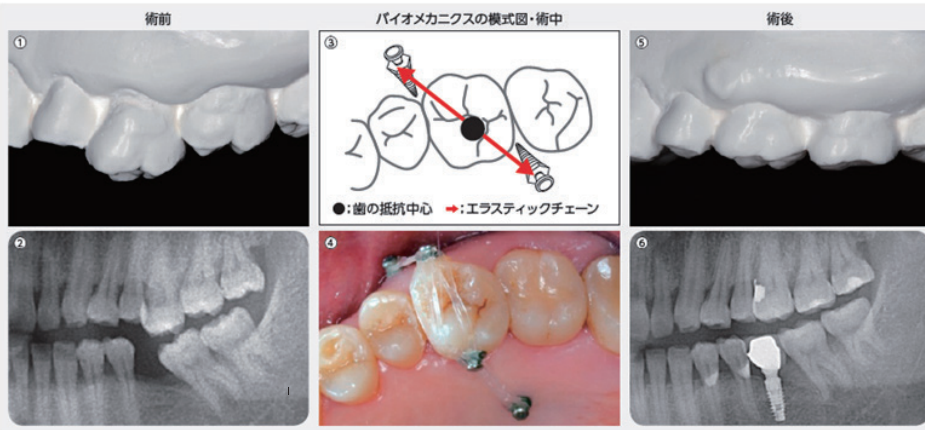 術前
バイオメカニクスの模式図・術中
術後
①
③
⑤
●:歯の抵抗中心 →:エラスティックチェーン
②
④
⑥